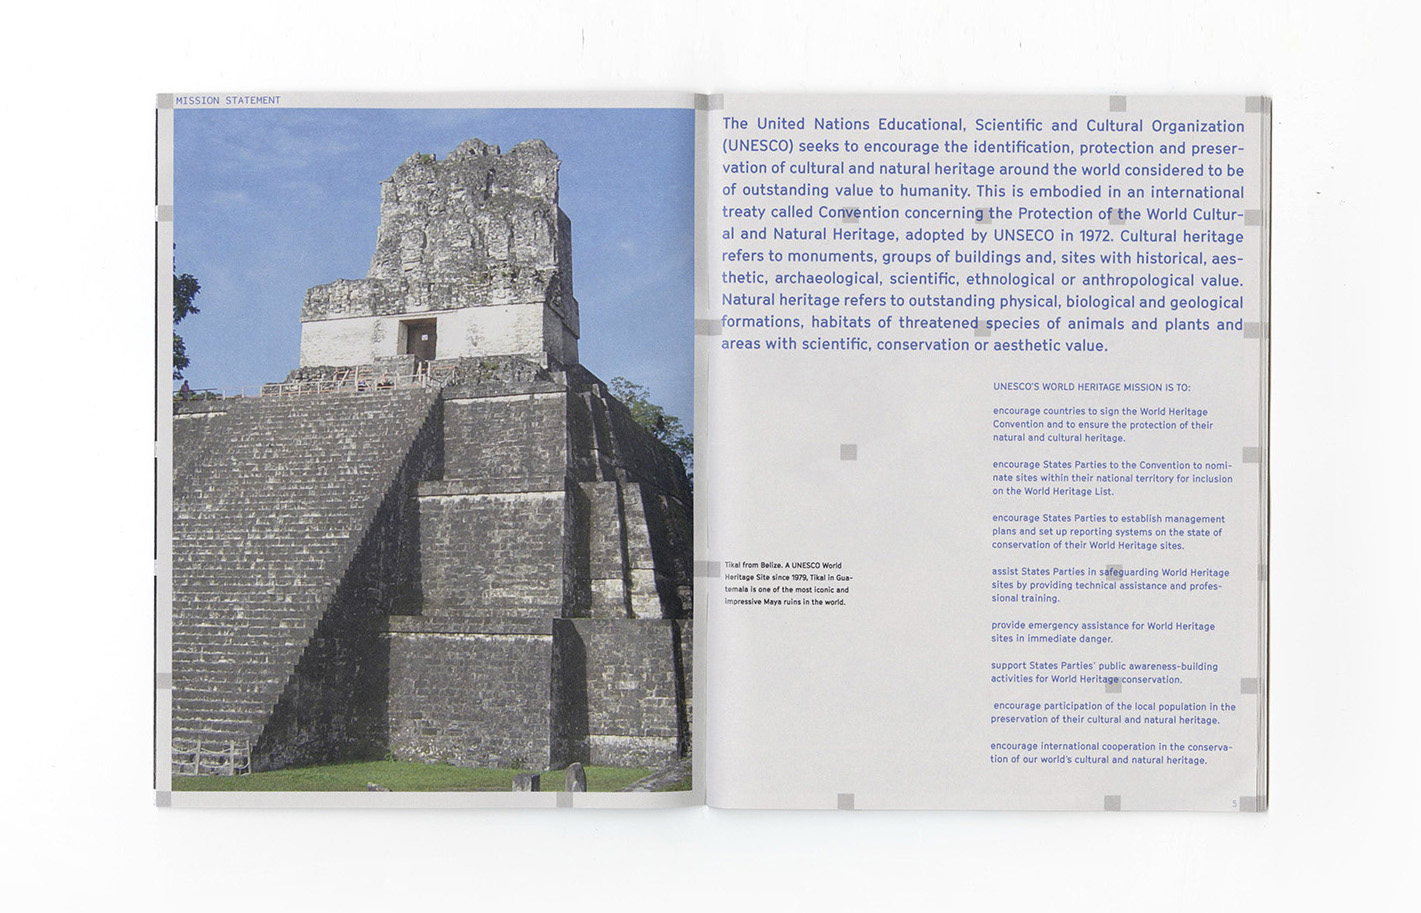 MISSION STATEMENT
The United Nations Educational, Scientific and Cultural Organization
(UNESCO) seeks to encourage the identification, protection and preser-
vation of cultural and natural heritage around the world considered to be
of outstanding value to humanity. This is embodied in an international
treaty called Convention concerning the Protection of the World Cultur-
al and Natural Heritage, adopted by UNSECO in 1972. Cultural heritage
refers to monuments, groups of buildings and, sites with historical, aes-
thetic, archaeological, scientific, ethnological or anthropological value.
Natural heritage refers to outstanding physical, biological and geological
formations, habitats of threatened species of animals and plants and
areas with scientific, conservation or aesthetic value.
Tikal from Belize. A UNESCO World
Heritage Site since 1979, Tikal in Gua-
temala is one of the most iconic and
impressive Maya ruins in the world.
UNESCO'S WORLD HERITAGE MISSION IS TO:
encourage countries to sign the World Heritage
Convention and to ensure the protection of their
natural and cultural heritage.
encourage States Parties to the Convention to nomi-
nate sites within their national territory for inclusion
on the World Heritage List.
encourage States Parties to establish management
plans and set up reporting systems on the state of
conservation of their World Heritage sites.
assist States Parties in safeguarding World Heritage
sites by providing technical assistance and profes-
sional training.
provide emergency assistance for World Heritage
sites in immediate danger.
support States Parties' public awareness-building
activities for World Heritage conservation.
encourage participation of the local population in the
preservation of their cultural and natural heritage.
encourage international cooperation in the conserva-
tion of our world's cultural and natural heritage.
5